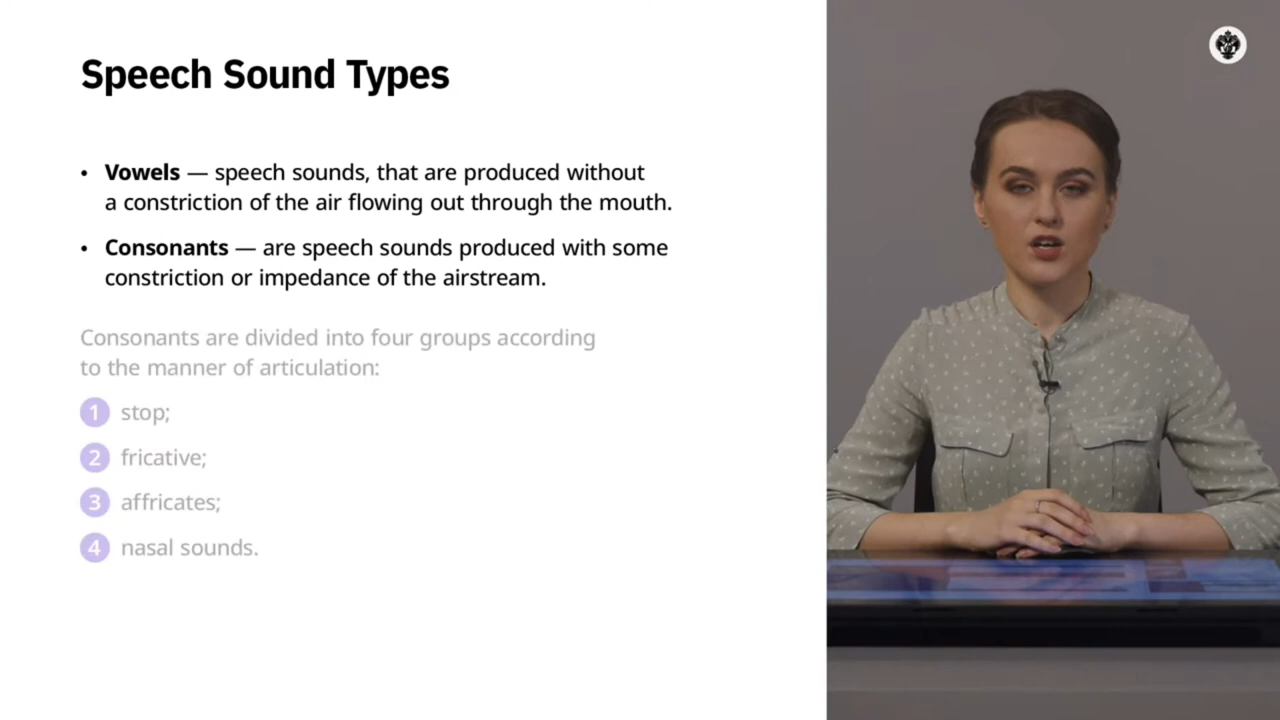 Speech Sound Types
• Vowels — speech sounds, that are produced without
a constriction of the air flowing out through the mouth.
• Consonants — are speech sounds produced with some
constriction or impedance of the airstream.
Consonants are divided into four groups according
to the manner of articulation:
1 stop;
2 fricative;
3 affricates;
4 nasal sounds.